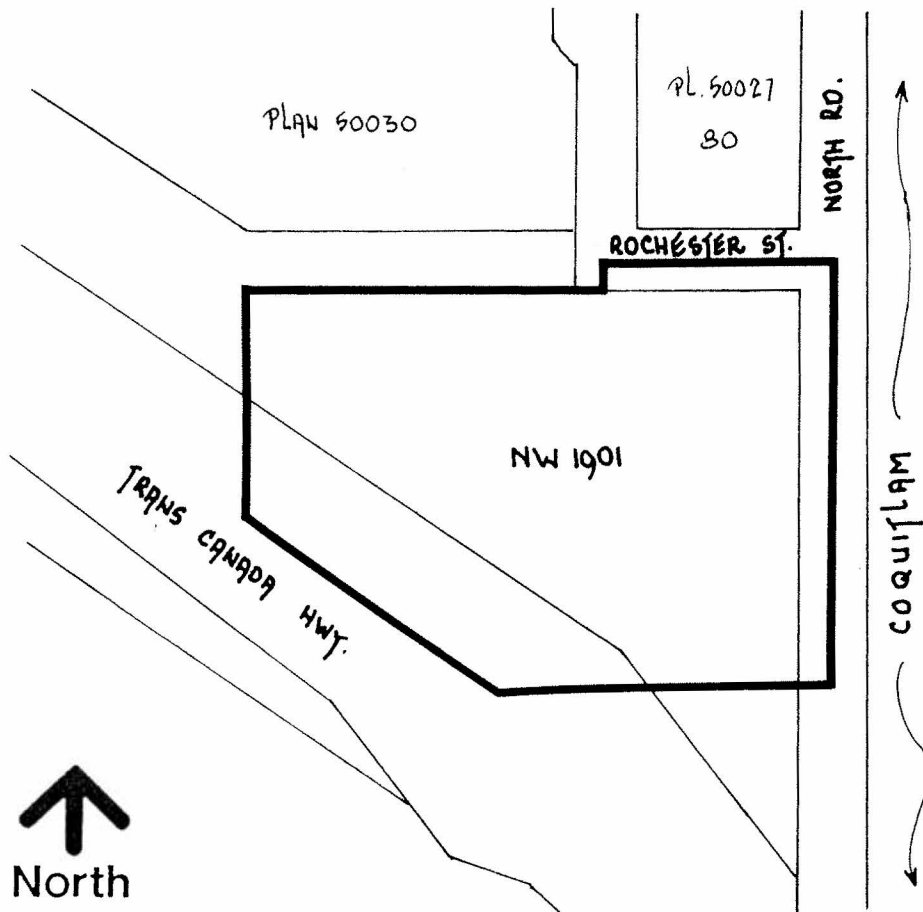 PLAN 50030
PL. 50027
80
NORTH RD.
ROCHESTER ST.
NW 1901
TRANS CANADA HWY.
COQUITLAM
North